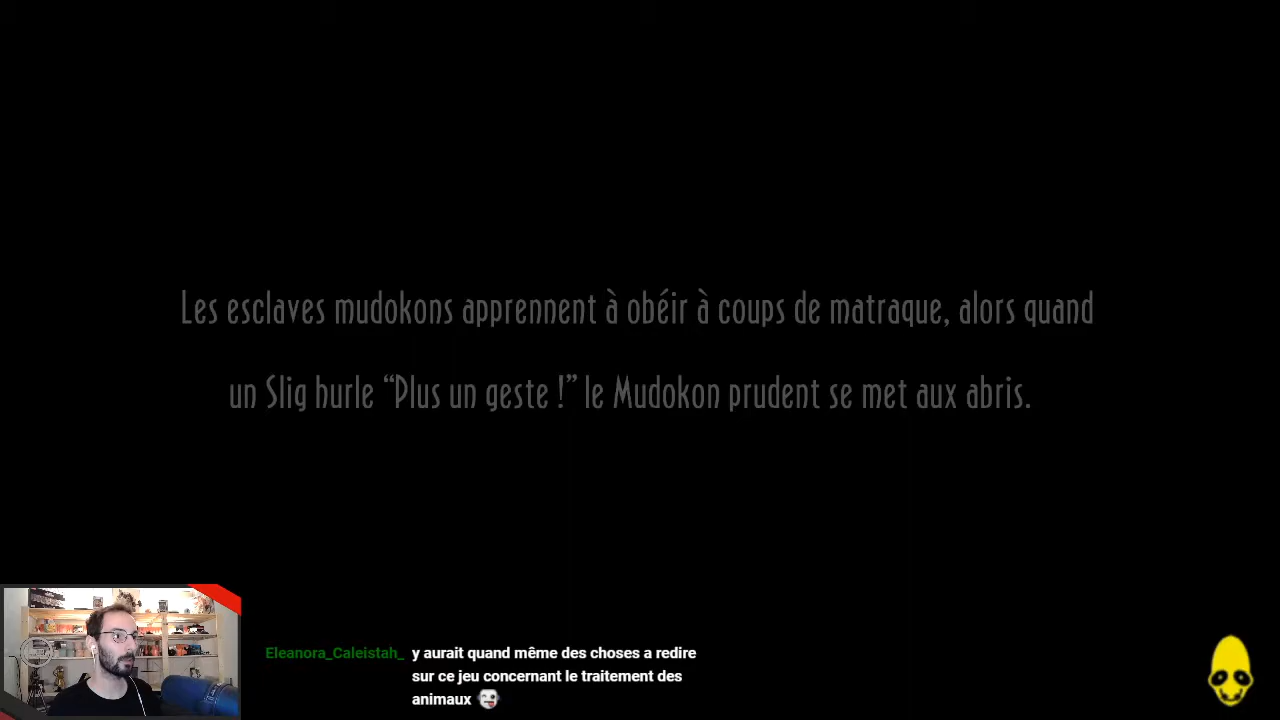 Les esclaves mudokons apprennent à obéir à coups de matraque, alors quand
un Slig hurle “Plus un geste !” le Mudokon prudent se met aux abris.
Eleanora_Caleistah_ y aurait quand même des choses a redire
sur ce jeu concernant le traitement des
animaux